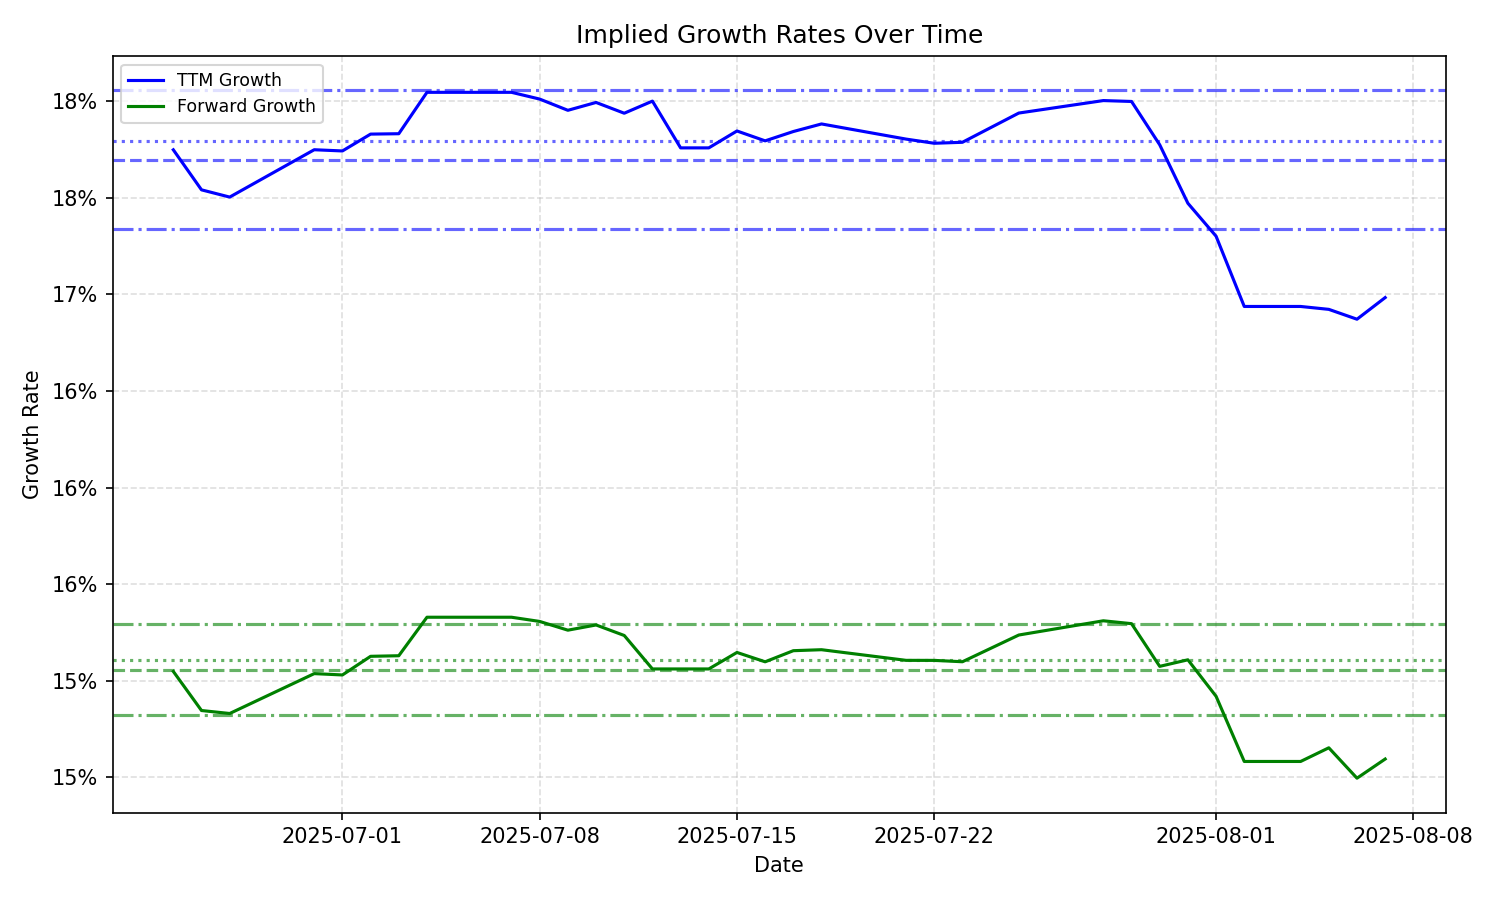 Implied Growth Rates Over Time
TTM Growth
Forward Growth
18%
18%
17%
16%
16%
16%
15%
15%
Growth Rate
2025-07-01
2025-07-08
2025-07-15
2025-07-22
2025-08-01
2025-08-08
Date